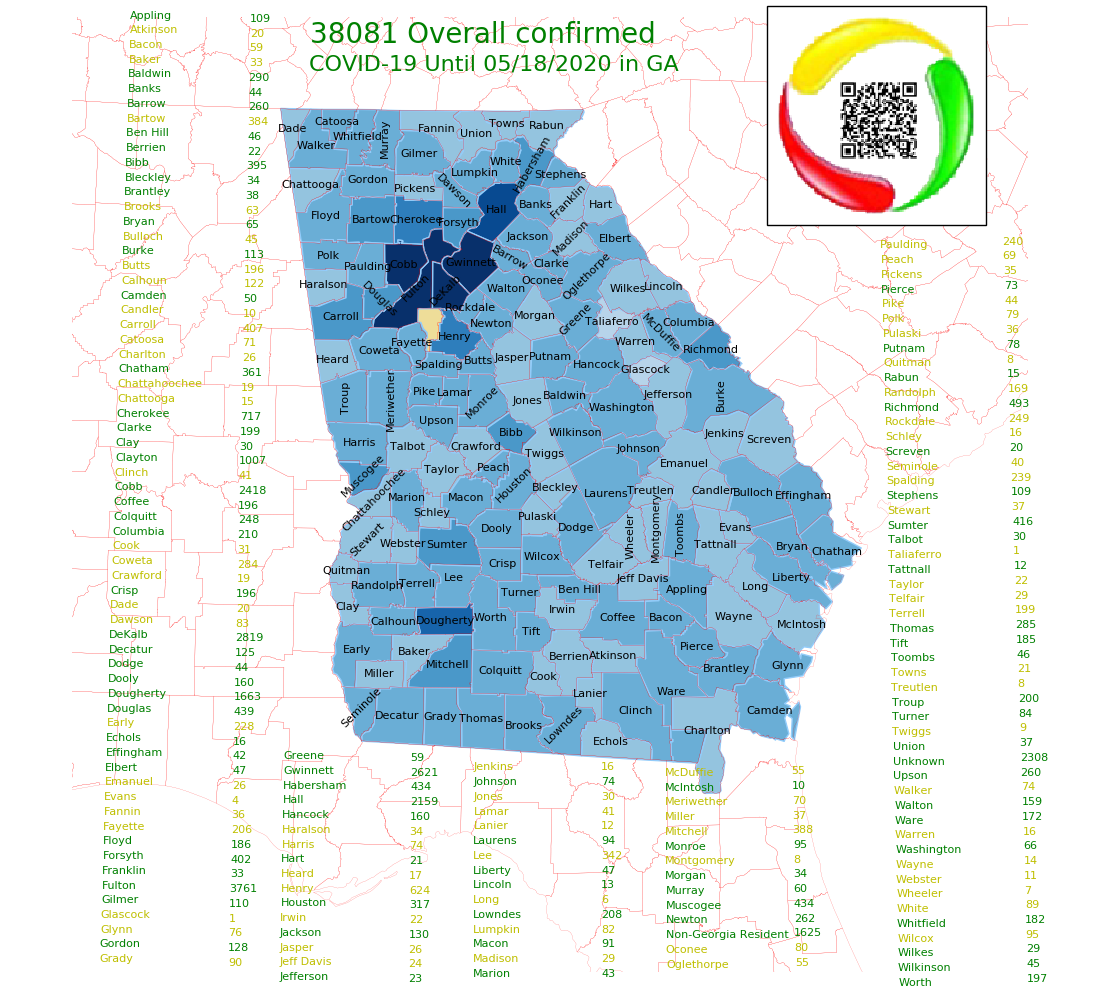 38081 Overall confirmed
COVID-19 Until 05/18/2020 in GA
Appling 109
Atkinson 20
Bacon 59
Baker 33
Baldwin 290
Banks 44
Barrow 260
Bartow 384
Ben Hill 46
Berrien 22
Bibb 395
Bleckley 34
Brantley 38
Brooks 63
Bryan 65
Bulloch 45
Burke 113
Butts 196
Calhoun 122
Camden 50
Candler 10
Carroll 407
Catoosa 71
Charlton 26
Chatham 361
Chattahoochee 19
Chattooga 15
Cherokee 717
Clarke 199
Clay 30
Clayton 1007
Clinch 41
Cobb 2418
Coffee 196
Colquitt 248
Columbia 210
Cook 31
Coweta 284
Crawford 19
Crisp 196
Dade 20
Dawson 83
DeKalb 2819
Decatur 125
Dodge 44
Dooly 160
Dougherty 1663
Douglas 439
Early 228
Echols 16
Effingham 42
Elbert 47
Emanuel 26
Evans 4
Fannin 36
Fayette 206
Floyd 186
Forsyth 402
Franklin 33
Fulton 3761
Gilmer 110
Glascock 1
Glynn 76
Gordon 128
Grady 90
Greene 59
Gwinnett 2621
Habersham 434
Hall 2159
Hancock 160
Haralson 34
Harris 74
Hart 21
Heard 17
Henry 624
Houston 317
Irwin 22
Jackson 130
Jasper 26
Jeff Davis 24
Jefferson 23
Jenkins 16
Johnson 74
Jones 30
Lamar 41
Lanier 12
Laurens 94
Lee 342
Liberty 47
Lincoln 13
Long 6
Lowndes 208
Lumpkin 82
Macon 91
Madison 29
Marion 43
McDuffie 55
McIntosh 10
Meriwether 70
Miller 37
Mitchell 388
Monroe 95
Montgomery 8
Morgan 34
Murray 60
Muscogee 434
Newton 262
Non-Georgia Resident 1625
Oconee 80
Oglethorpe 55
Paulding 240
Peach 69
Pickens 35
Pierce 73
Pike 44
Polk 79
Pulaski 36
Putnam 78
Quitman 8
Rabun 15
Randolph 169
Richmond 493
Rockdale 249
Schley 16
Screven 20
Seminole 40
Spalding 239
Stephens 109
Stewart 37
Sumter 416
Talbot 30
Taliaferro 1
Tattnall 12
Taylor 22
Telfair 29
Terrell 199
Thomas 285
Tift 185
Toombs 46
Towns 21
Treutlen 8
Troup 200
Turner 84
Twiggs 9
Union 37
Unknown 2308
Upson 260
Walker 74
Walton 159
Ware 172
Warren 16
Washington 66
Wayne 14
Webster 11
Wheeler 7
White 89
Whitfield 182
Wilcox 95
Wilkes 29
Wilkinson 45
Worth 197
Dade
Catoosa
Whitfield
Walker
Murray
Fannin
Union
Towns
Rabun
Gilmer
White
Habersham
Lumpkin
Stephens
Chattooga
Gordon
Pickens
Dawson
Franklin
Hall
Banks
Hart
Floyd
Bartow
Cherokee
Forsyth
Jackson
Madison
Elbert
Polk
Paulding
Cobb
Gwinnett
Barrow
Clarke
Oconee
Oglethorpe
Haralson
Douglas
Fulton
DeKalb
Walton
Wilkes
Lincoln
Carroll
Rockdale
Newton
Morgan
Greene
Taliaferro
McDuffie
Columbia
Fayette
Henry
Coweta
Warren
Richmond
Heard
Spalding
Butts
Jasper
Putnam
Hancock
Glascock
Troup
Meriwether
Pike
Lamar
Monroe
Jones
Baldwin
Washington
Jefferson
Burke
Upson
Harris
Talbot
Crawford
Bibb
Wilkinson
Twiggs
Johnson
Jenkins
Screven
Emanuel
Muscogee
Taylor
Peach
Chattahoochee
Marion
Macon
Houston
Bleckley
Laurens
Treutlen
Candler
Bulloch
Effingham
Schley
Pulaski
Dooly
Dodge
Wheeler
Montgomery
Toombs
Evans
Tattnall
Bryan
Chatham
Stewart
Webster
Sumter
Crisp
Wilcox
Telfair
Quitman
Randolph
Terrell
Lee
Turner
Ben Hill
Jeff Davis
Appling
Long
Liberty
Clay
Calhoun
Dougherty
Worth
Irwin
Tift
Coffee
Bacon
Wayne
McIntosh
Early
Baker
Mitchell
Miller
Colquitt
Berrien
Cook
Atkinson
Pierce
Brantley
Glynn
Lanier
Ware
Seminole
Decatur
Grady
Thomas
Brooks
Lowndes
Clinch
Echols
Camden
Charlton